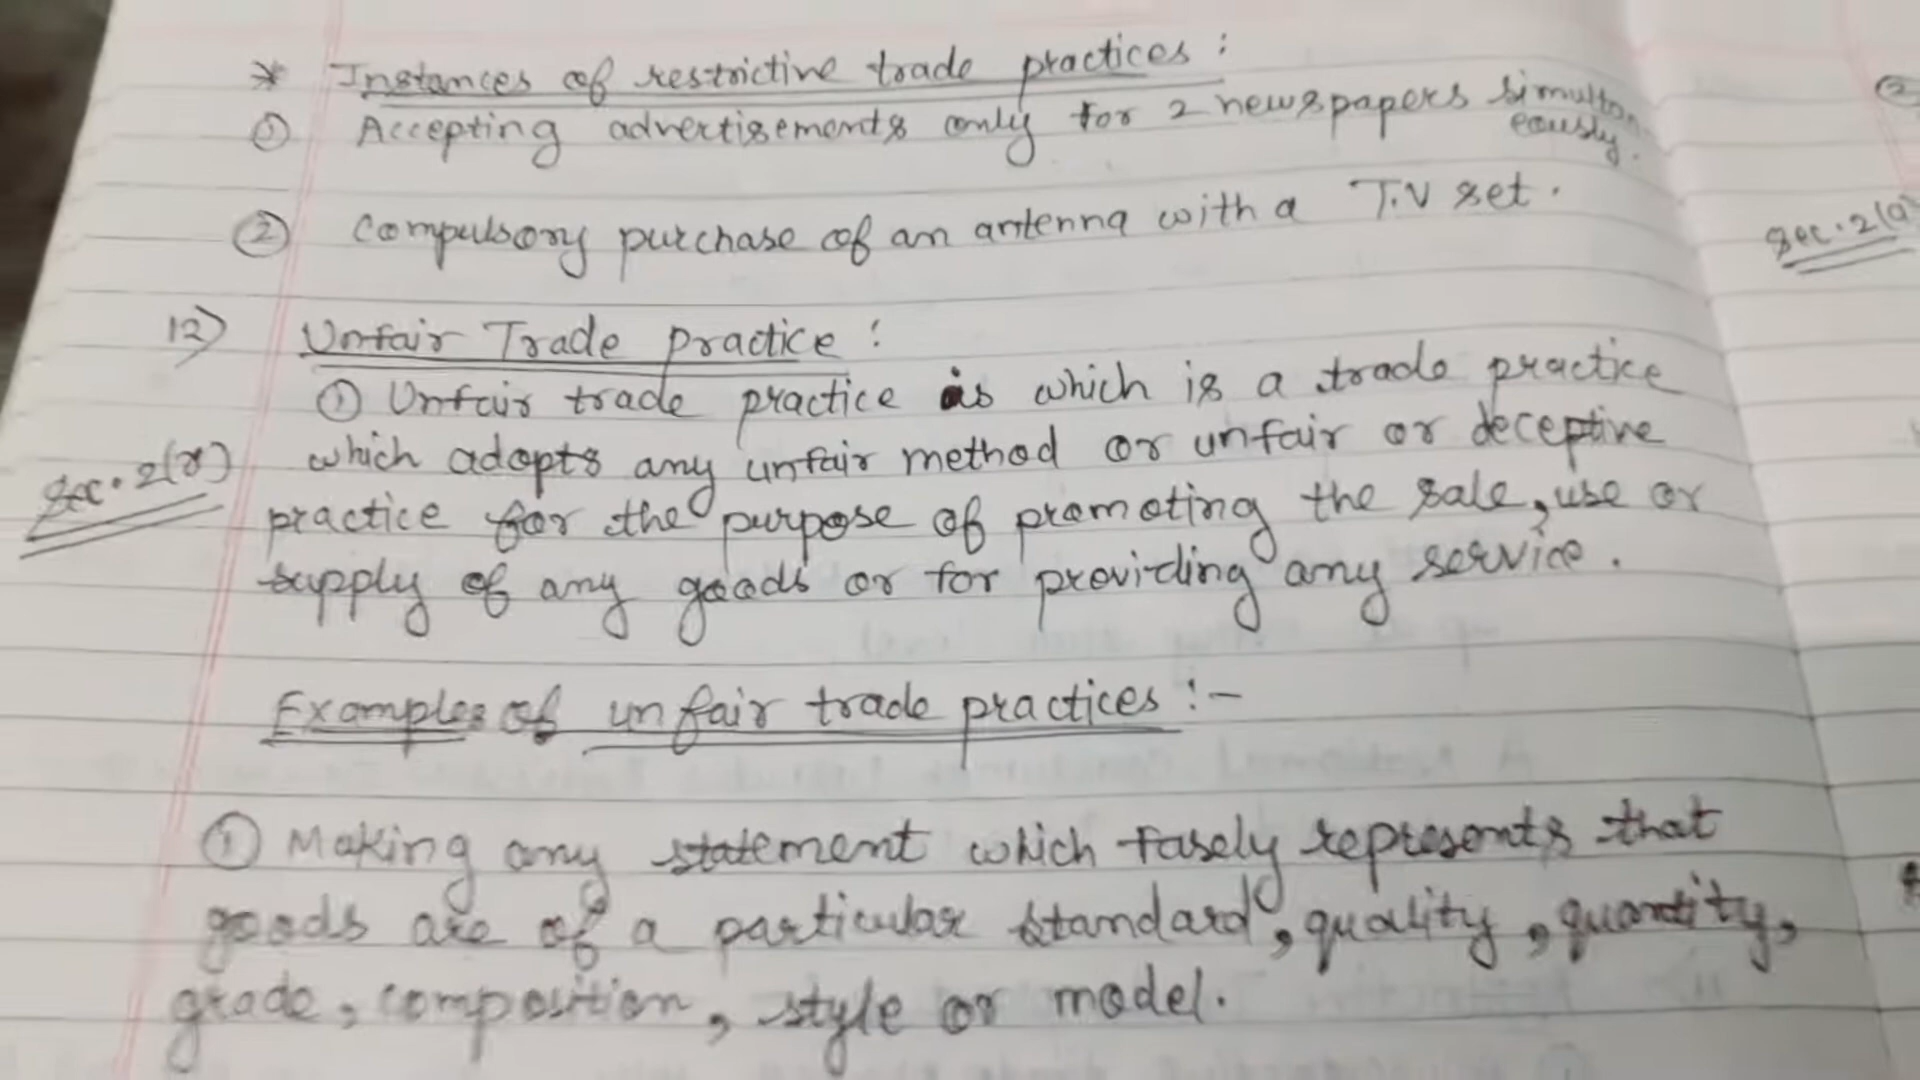 * Instances of restrictive trade practices :
① Accepting advertisements only for 2 newspapers simultan
eously.
② Compulsory purchase of an antenna with a T.V set.
12) Unfair Trade practice :
① Unfair trade practice is which is a trade practice
Sec. 2(r) which adopts any unfair method or unfair or deceptive
practice for the purpose of promoting the sale, use or
supply of any goods or for providing any service.
Examples of unfair trade practices :-
① Making any statement which fasely represents that
goods are of a particular standard, quality, quantity,
grade, composition, style or model.
②
Sec. 2(